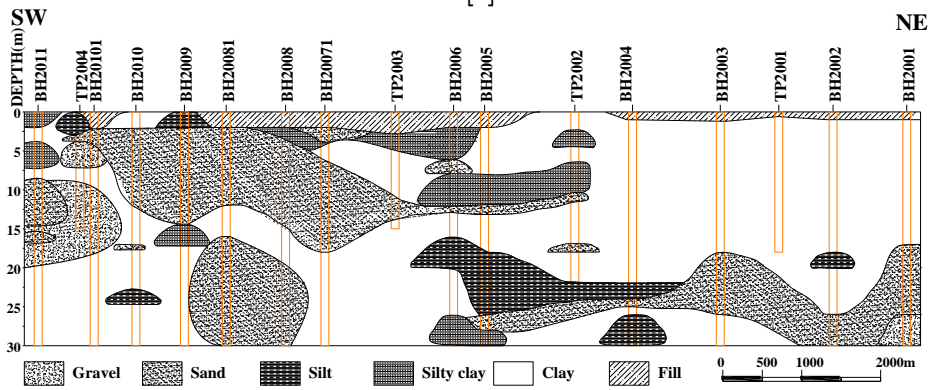 SW
NE
DEPTH(m)
BH2011
TP2004
BH20101
BH2010
BH2009
BH20081
BH2008
BH20071
TP2003
BH2006
BH2005
TP2002
BH2004
BH2003
TP2001
BH2002
BH2001
0
5
10
15
20
25
30
Gravel Sand Silt Silty clay Clay Fill
0 500 1000 2000m